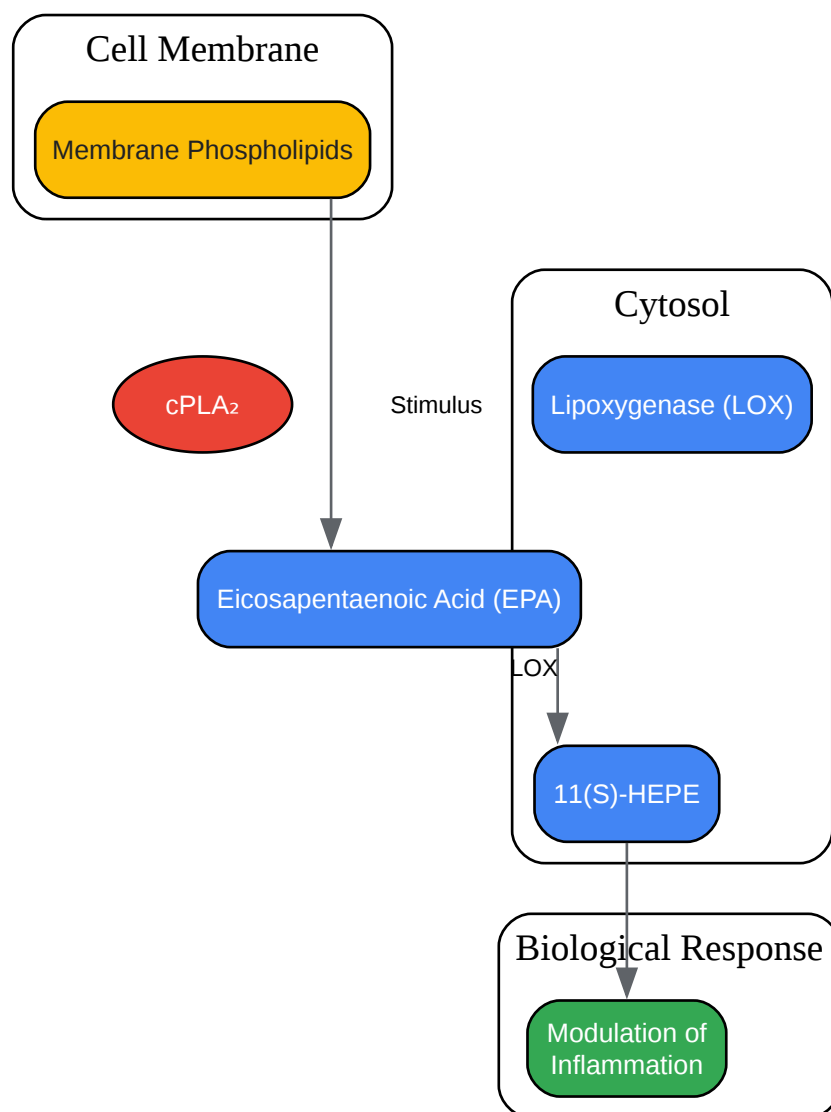 Cell Membrane
Membrane Phospholipids
Cytosol
cPLA₂
Stimulus
Lipoxygenase (LOX)
Eicosapentaenoic Acid (EPA)
LOX
11(S)-HEPE
Biological Response
Modulation of
Inflammation